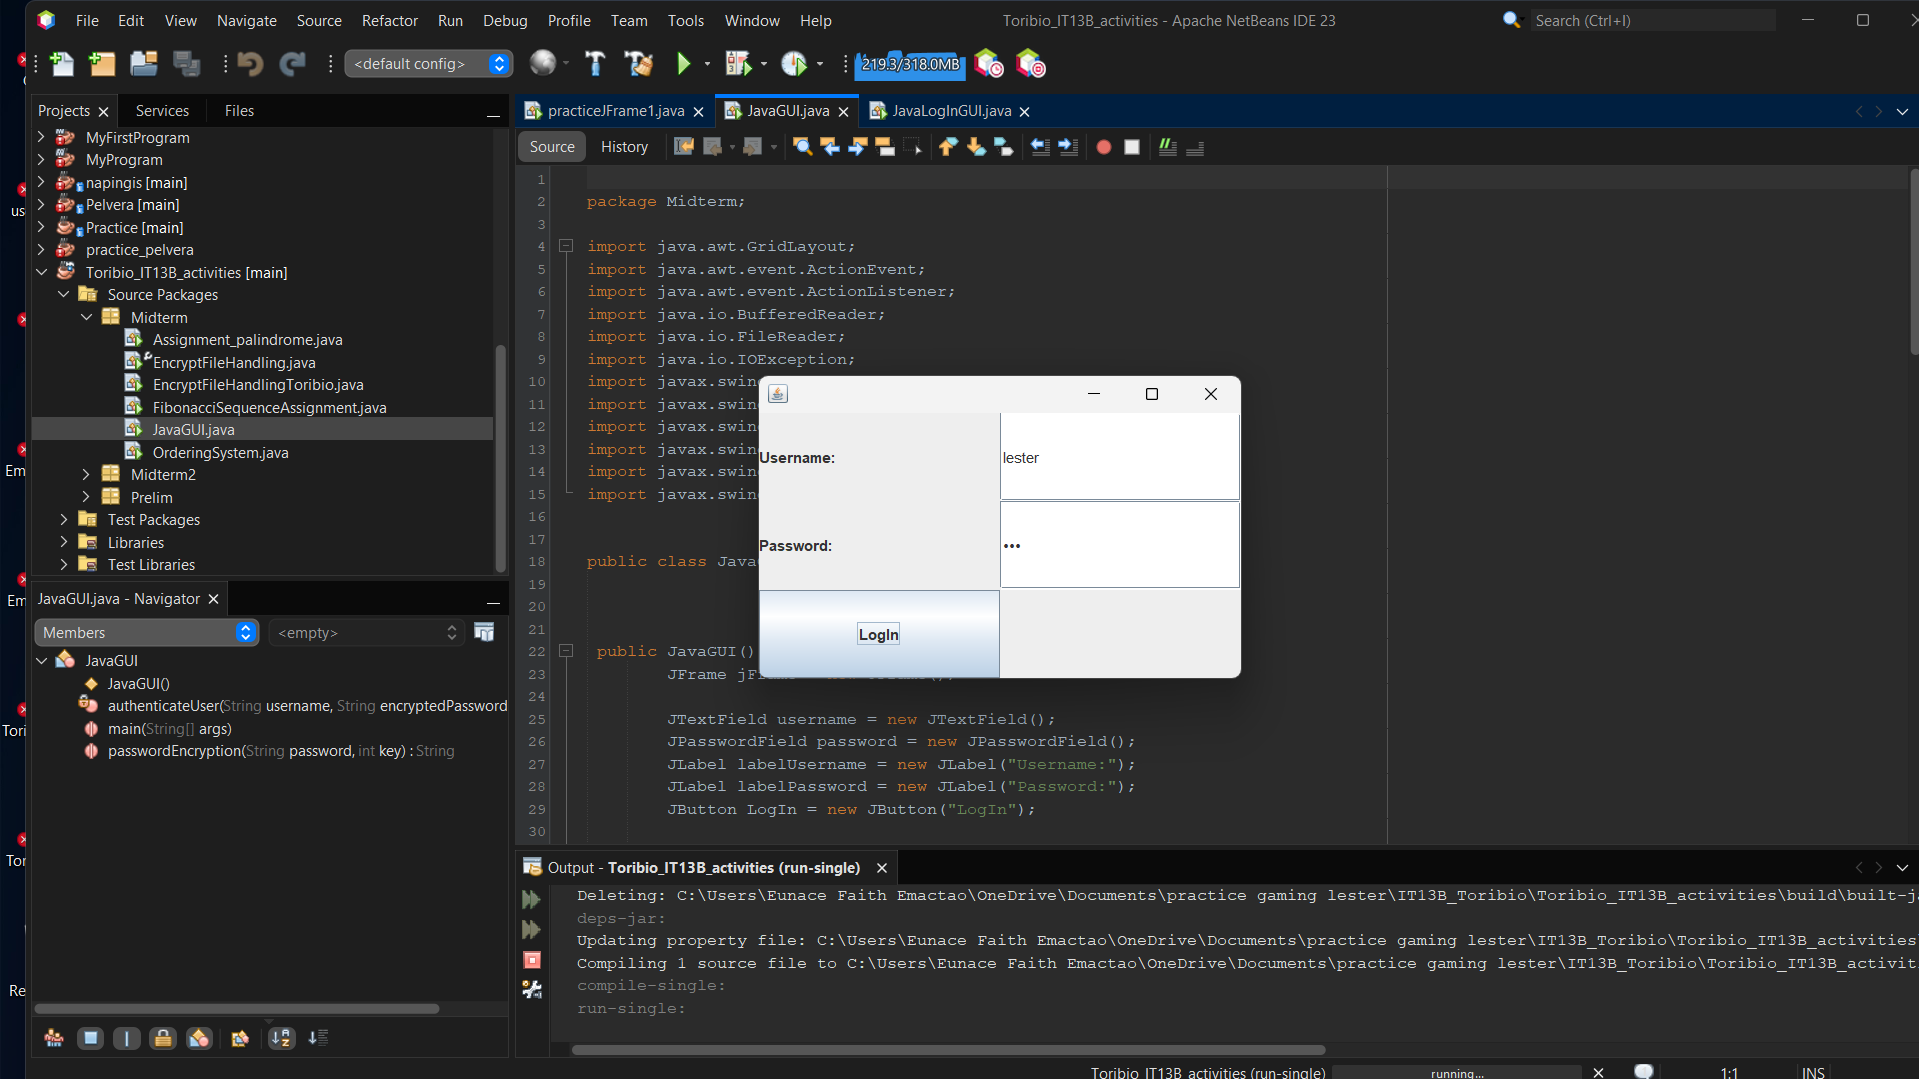 File Edit View Navigate Source Refactor Run Debug Profile Team Tools Window Help
Toribio_IT13B_activities - Apache NetBeans IDE 23
Search (Ctrl+I)
<default config>
219.3/318.0MB
Projects
Services
Files
practiceJFrame1.java
JavaGUI.java
JavaLogInGUI.java
Source
History
MyFirstProgram
MyProgram
napingis [main]
Pelvera [main]
Practice [main]
practice_pelvera
Toribio_IT13B_activities [main]
Source Packages
Midterm
Assignment_palindrome.java
EncryptFileHandling.java
EncryptFileHandlingToribio.java
FibonacciSequenceAssignment.java
JavaGUI.java
OrderingSystem.java
Midterm2
Prelim
Test Packages
Libraries
Test Libraries
JavaGUI.java - Navigator
Members
<empty>
JavaGUI
JavaGUI()
authenticateUser(String username, String encryptedPassword
main(String[] args)
passwordEncryption(String password, int key) : String
us
Em
Em
Tori
Tor
Re
1
2 package Midterm;
3
4 import java.awt.GridLayout;
5 import java.awt.event.ActionEvent;
6 import java.awt.event.ActionListener;
7 import java.io.BufferedReader;
8 import java.io.FileReader;
9 import java.io.IOException;
10 import javax.swin
11 import javax.swin
12 import javax.swin
13 import javax.swin
14 import javax.swin
15 import javax.swin
16
17
18 public class Java
19
20
21
22 public JavaGUI()
23 JFrame jF
24
25 JTextField username = new JTextField();
26 JPasswordField password = new JPasswordField();
27 JLabel labelUsername = new JLabel("Username:");
28 JLabel labelPassword = new JLabel("Password:");
29 JButton LogIn = new JButton("LogIn");
30
Username:
lester
Password:
•••
LogIn
Output - Toribio_IT13B_activities (run-single)
Deleting: C:\Users\Eunace Faith Emactao\OneDrive\Documents\practice gaming lester\IT13B_Toribio\Toribio_IT13B_activities\build\built-j
deps-jar:
Updating property file: C:\Users\Eunace Faith Emactao\OneDrive\Documents\practice gaming lester\IT13B_Toribio\Toribio_IT13B_activities
Compiling 1 source file to C:\Users\Eunace Faith Emactao\OneDrive\Documents\practice gaming lester\IT13B_Toribio\Toribio_IT13B_activit
compile-single:
run-single:
Toribio_IT13B_activities (run-single)
running...
1:1
INS